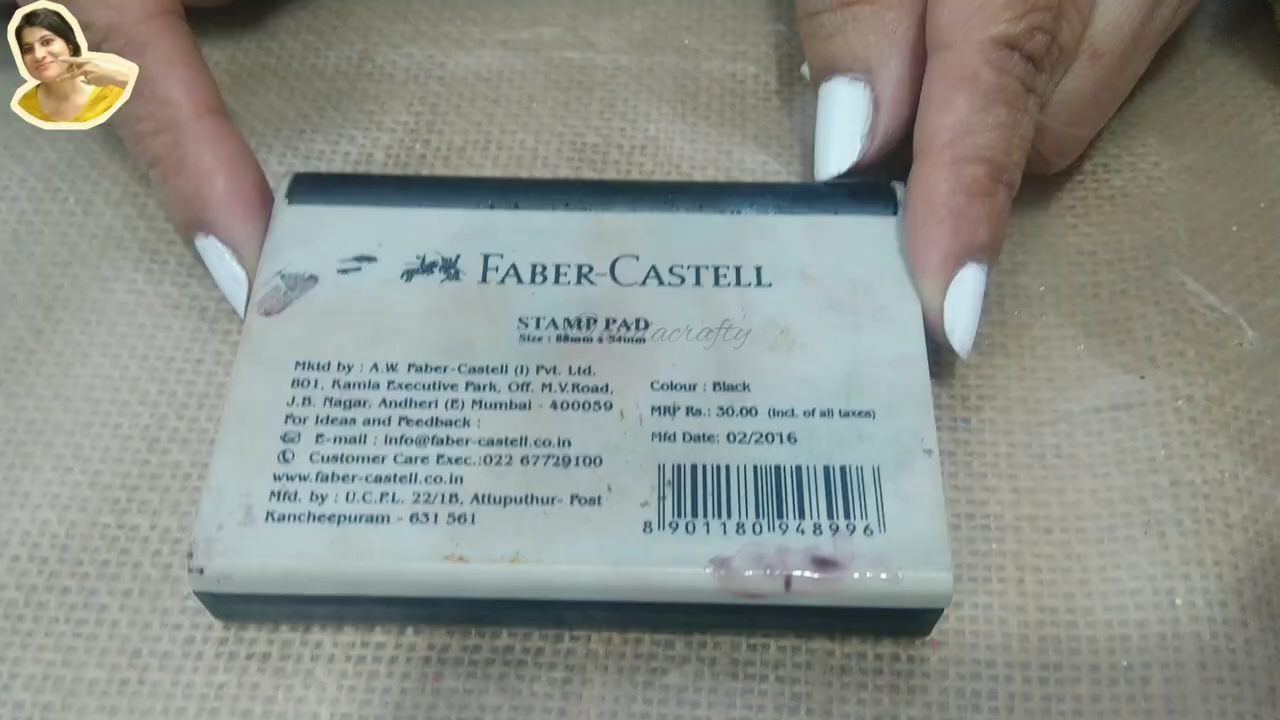 FABER-CASTELL
STAMP PAD
Size : 88mm x 54mm
Mktd by : A.W. Faber-Castell (I) Pvt. Ltd.
801, Kamla Executive Park, Off. M.V.Road,
J.B. Nagar, Andheri (E) Mumbai - 400059
For Ideas and Feedback :
E-mail : info@faber-castell.co.in
Customer Care Exec.:022 67729100
www.faber-castell.co.in
Mfd. by : U.C.P.L. 22/1B, Attuputhur- Post
Kancheepuram - 631 561
Colour : Black
MRP Rs.: 30.00 (Incl. of all taxes)
Mfd Date: 02/2016
8 901180 948996